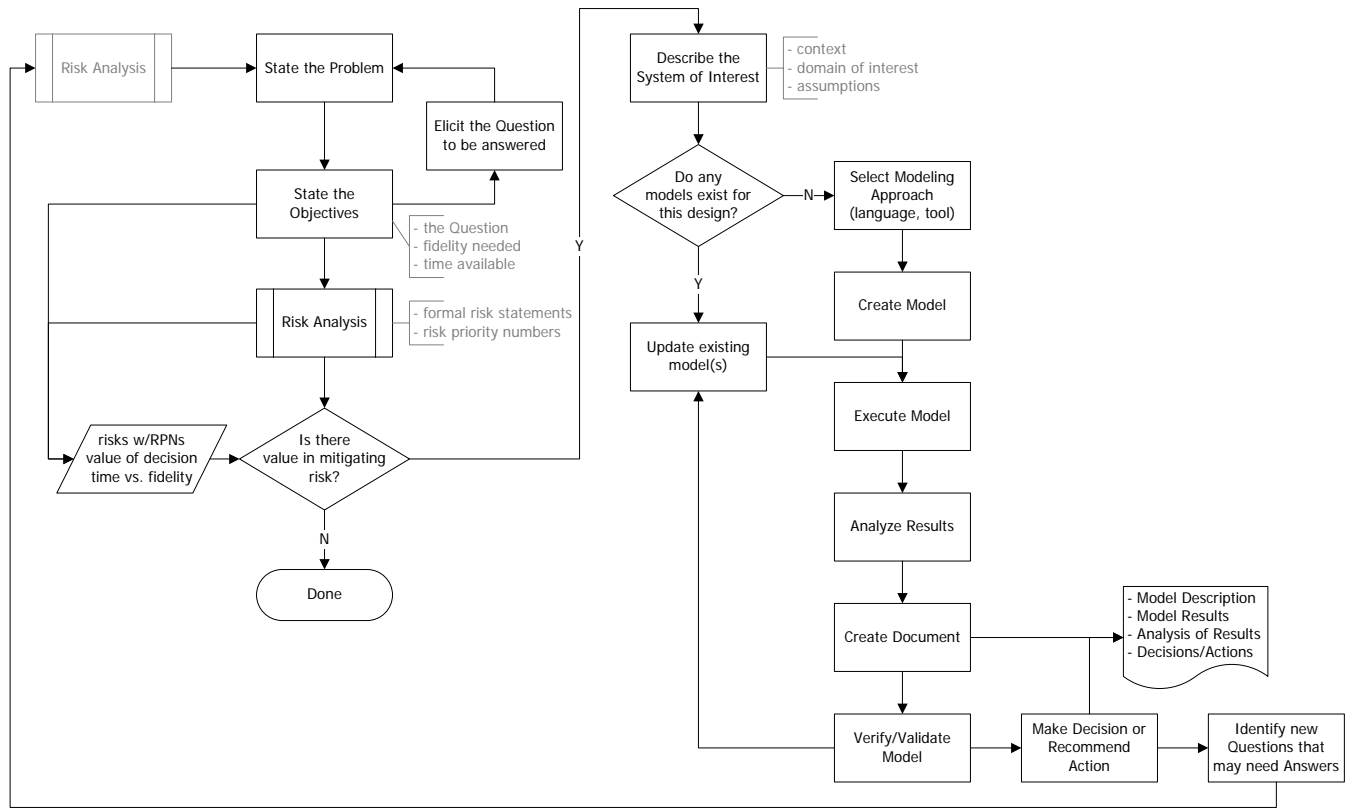 Risk Analysis
State the Problem
Elicit the Question
to be answered
State the
Objectives
- the Question
- fidelity needed
- time available
Risk Analysis
- formal risk statements
- risk priority numbers
risks w/RPNs
value of decision
time vs. fidelity
Is there
value in mitigating
risk?
N
Done
Y
Describe the
System of Interest
- context
- domain of interest
- assumptions
Do any
models exist for
this design?
N
Select Modeling
Approach
(language, tool)
Y
Create Model
Update existing
model(s)
Execute Model
Analyze Results
Create Document
- Model Description
- Model Results
- Analysis of Results
- Decisions/Actions
Verify/Validate
Model
Make Decision or
Recommend
Action
Identify new
Questions that
may need Answers